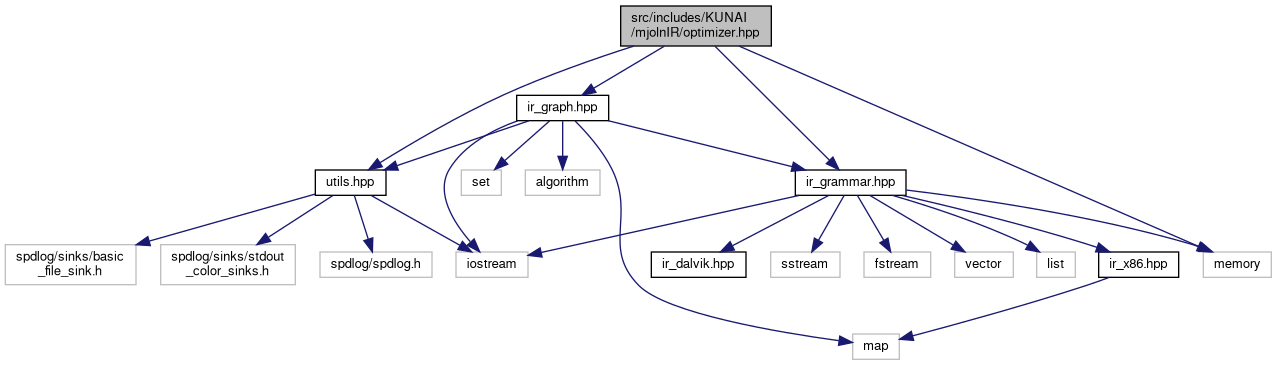 src/includes/KUNAI
/mjolnIR/optimizer.hpp
ir_graph.hpp
utils.hpp
set
algorithm
ir_grammar.hpp
spdlog/sinks/basic
_file_sink.h
spdlog/sinks/stdout
_color_sinks.h
spdlog/spdlog.h
iostream
ir_dalvik.hpp
sstream
fstream
vector
list
ir_x86.hpp
memory
map